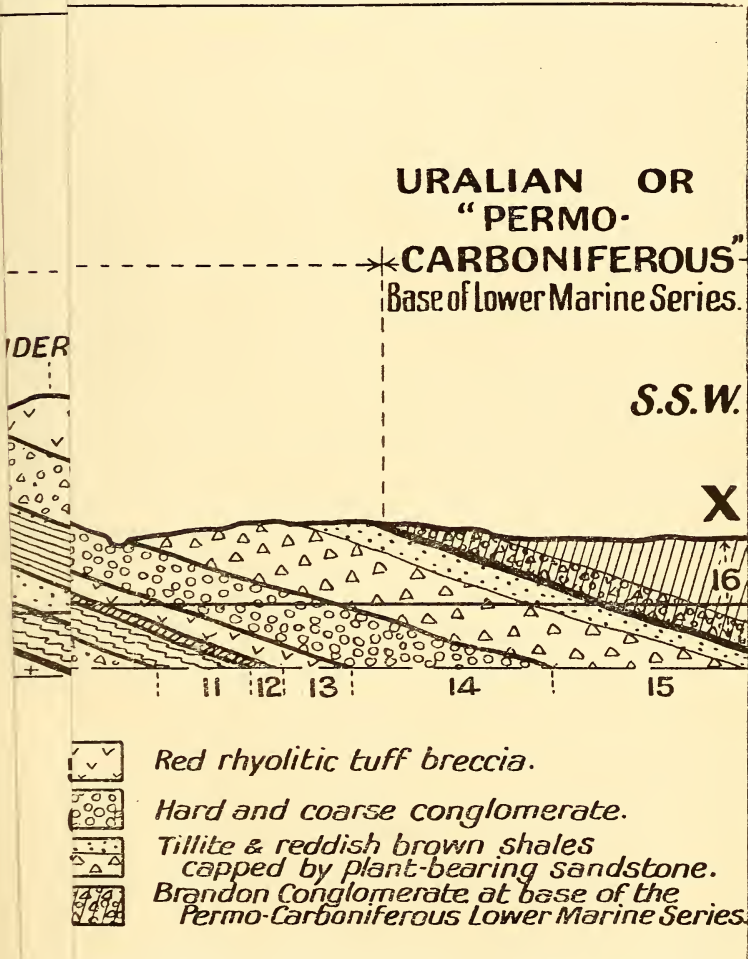 URALIAN OR
"PERMO-
CARBONIFEROUS"
Base of Lower Marine Series.
S.S.W.
X
16
11 12 13 14 15
Red rhyolitic tuff breccia.
Hard and coarse conglomerate.
Tillite & reddish brown shales
capped by plant-bearing sandstone.
Brandon Conglomerate at base of the
Permo-Carboniferous Lower Marine Series.